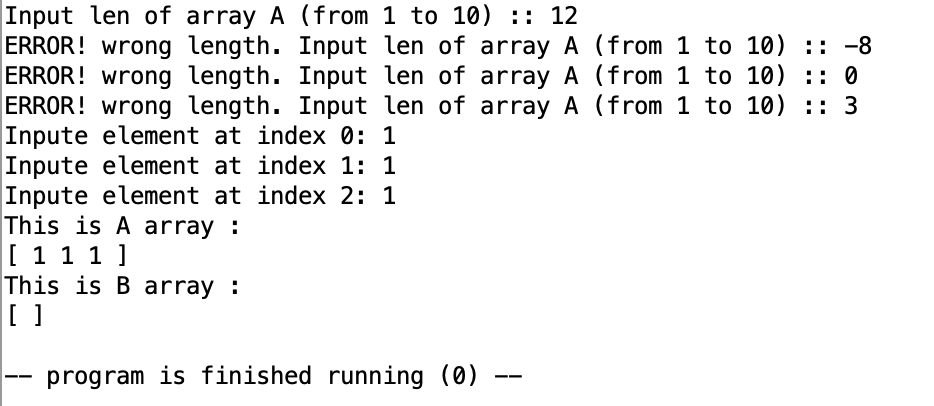 Input len of array A (from 1 to 10) :: 12
ERROR! wrong length. Input len of array A (from 1 to 10) :: -8
ERROR! wrong length. Input len of array A (from 1 to 10) :: 0
ERROR! wrong length. Input len of array A (from 1 to 10) :: 3
Inpute element at index 0: 1
Inpute element at index 1: 1
Inpute element at index 2: 1
This is A array :
[ 1 1 1 ]
This is B array :
[ ]
-- program is finished running (0) --